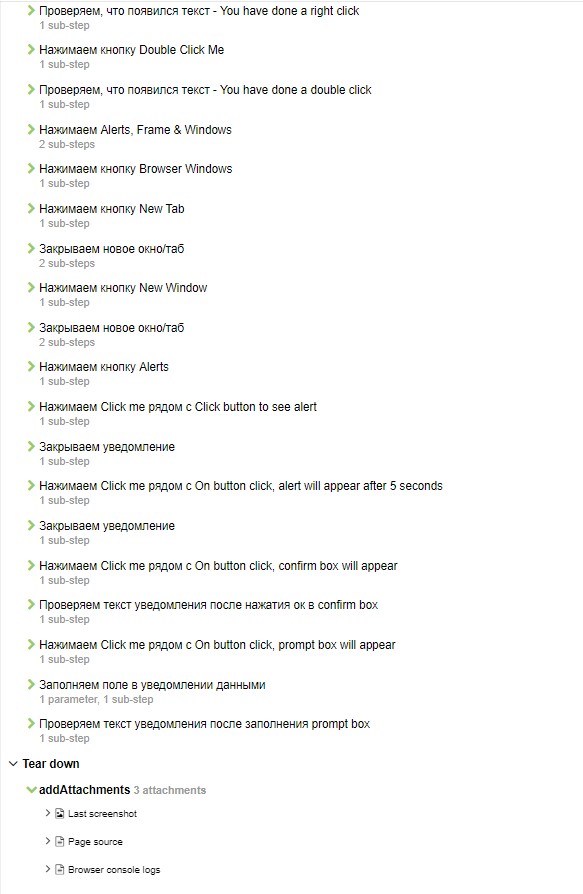 Проверяем, что появился текст - You have done a right click
1 sub-step
Нажимаем кнопку Double Click Me
1 sub-step
Проверяем, что появился текст - You have done a double click
1 sub-step
Нажимаем Alerts, Frame & Windows
2 sub-steps
Нажимаем кнопку Browser Windows
1 sub-step
Нажимаем кнопку New Tab
1 sub-step
Закрываем новое окно/таб
2 sub-steps
Нажимаем кнопку New Window
1 sub-step
Закрываем новое окно/таб
2 sub-steps
Нажимаем кнопку Alerts
1 sub-step
Нажимаем Click me рядом с Click button to see alert
1 sub-step
Закрываем уведомление
1 sub-step
Нажимаем Click me рядом с On button click, alert will appear after 5 seconds
1 sub-step
Закрываем уведомление
1 sub-step
Нажимаем Click me рядом с On button click, confirm box will appear
1 sub-step
Проверяем текст уведомления после нажатия ок в confirm box
1 sub-step
Нажимаем Click me рядом с On button click, prompt box will appear
1 sub-step
Заполняем поле в уведомлении данными
1 parameter, 1 sub-step
Проверяем текст уведомления после заполнения prompt box
1 sub-step
Tear down
addAttachments 3 attachments
Last screenshot
Page source
Browser console logs